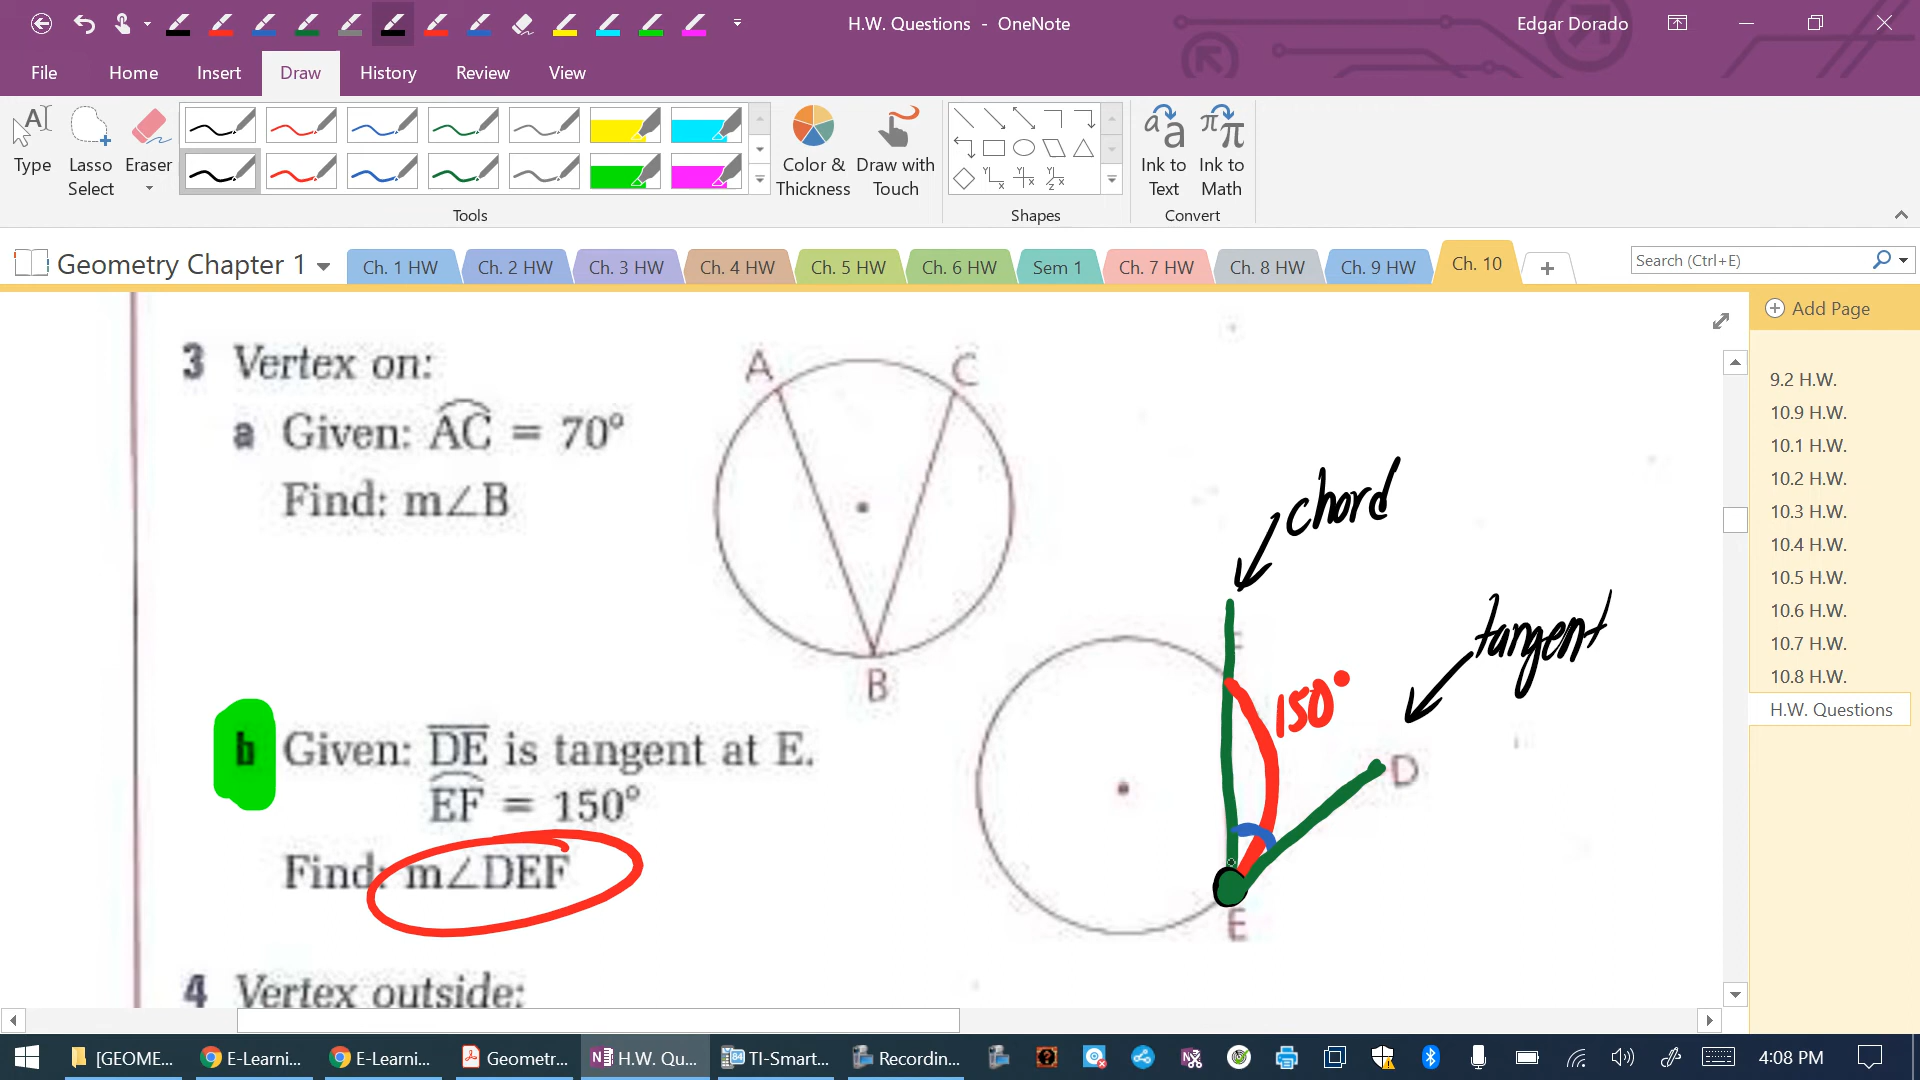 H.W. Questions - OneNote
Edgar Dorado
File Home Insert Draw History Review View
Type
Lasso Select
Eraser
Color & Thickness
Draw with Touch
Ink to Text
Ink to Math
Tools
Shapes
Convert
Geometry Chapter 1
Ch. 1 HW
Ch. 2 HW
Ch. 3 HW
Ch. 4 HW
Ch. 5 HW
Ch. 6 HW
Sem 1
Ch. 7 HW
Ch. 8 HW
Ch. 9 HW
Ch. 10
Search (Ctrl+E)
Add Page
9.2 H.W.
10.9 H.W.
10.1 H.W.
10.2 H.W.
10.3 H.W.
10.4 H.W.
10.5 H.W.
10.6 H.W.
10.7 H.W.
10.8 H.W.
H.W. Questions
3 Vertex on:
a Given: AC = 70°
Find: m∠B
A
C
B
chord
tangent
150°
D
E
b Given: DE is tangent at E.
EF = 150°
Find: m∠DEF
4 Vertex outside:
[GEOME...
E-Learni...
E-Learni...
Geometr...
H.W. Qu...
TI-Smart...
Recordin...
4:08 PM